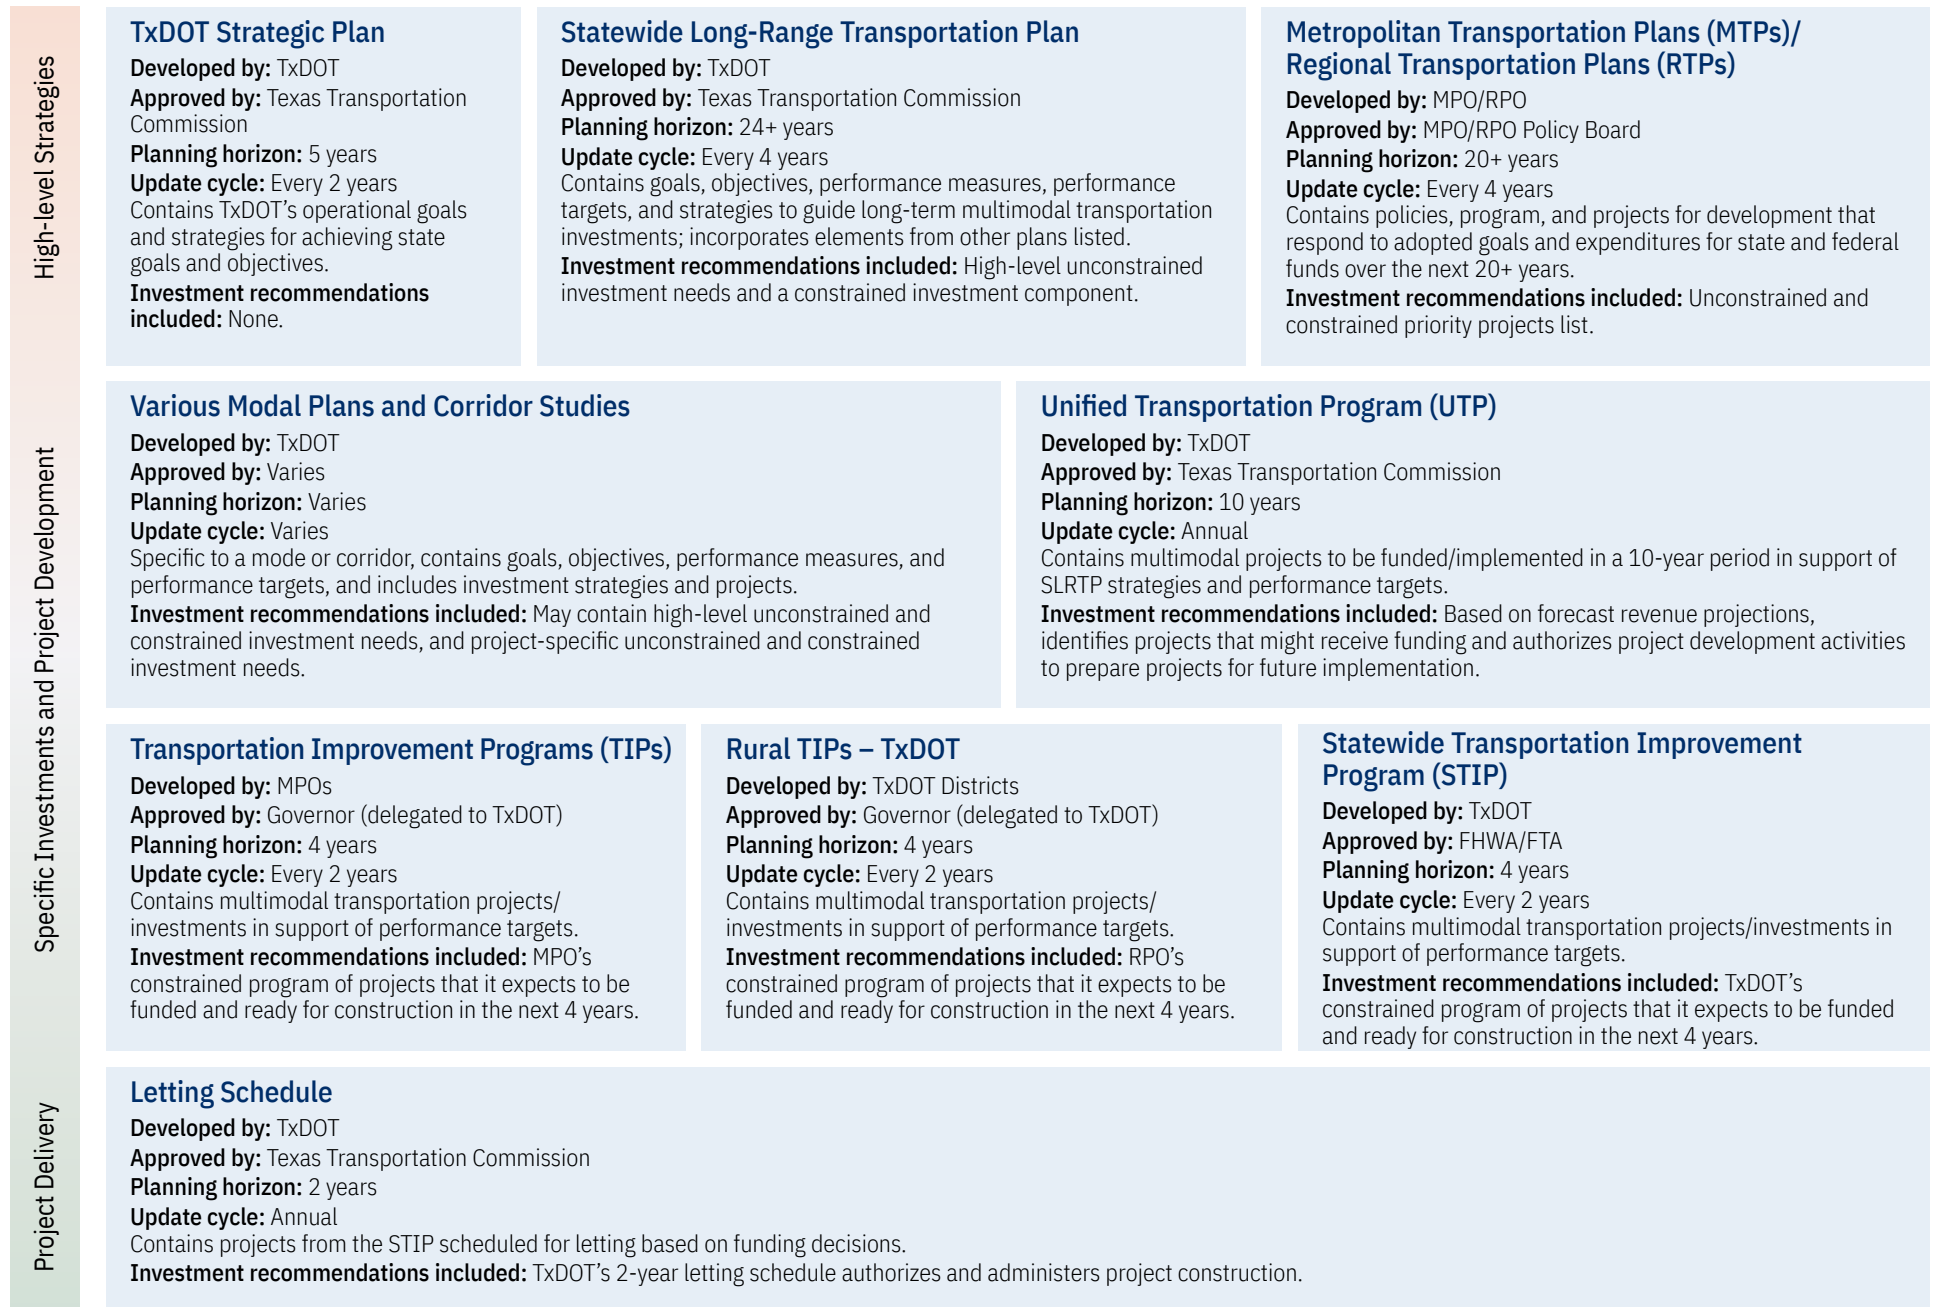 High-level Strategies
TxDOT Strategic Plan
Developed by: TxDOT
Approved by: Texas Transportation
Commission
Planning horizon: 5 years
Update cycle: Every 2 years
Contains TxDOT's operational goals
and strategies for achieving state
goals and objectives.
Investment recommendations
included: None.
Statewide Long-Range Transportation Plan
Developed by: TxDOT
Approved by: Texas Transportation Commission
Planning horizon: 24+ years
Update cycle: Every 4 years
Contains goals, objectives, performance measures, performance
targets, and strategies to guide long-term multimodal transportation
investments; incorporates elements from other plans listed.
Investment recommendations included: High-level unconstrained
investment needs and a constrained investment component.
Metropolitan Transportation Plans (MTPs)/
Regional Transportation Plans (RTPs)
Developed by: MPO/RPO
Approved by: MPO/RPO Policy Board
Planning horizon: 20+ years
Update cycle: Every 4 years
Contains policies, program, and projects for development that
respond to adopted goals and expenditures for state and federal
funds over the next 20+ years.
Investment recommendations included: Unconstrained and
constrained priority projects list.
Specific Investments and Project Development
Various Modal Plans and Corridor Studies
Developed by: TxDOT
Approved by: Varies
Planning horizon: Varies
Update cycle: Varies
Specific to a mode or corridor, contains goals, objectives, performance measures, and
performance targets, and includes investment strategies and projects.
Investment recommendations included: May contain high-level unconstrained and
constrained investment needs, and project-specific unconstrained and constrained
investment needs.
Unified Transportation Program (UTP)
Developed by: TxDOT
Approved by: Texas Transportation Commission
Planning horizon: 10 years
Update cycle: Annual
Contains multimodal projects to be funded/implemented in a 10-year period in support of
SLRTP strategies and performance targets.
Investment recommendations included: Based on forecast revenue projections,
identifies projects that might receive funding and authorizes project development activities
to prepare projects for future implementation.
Transportation Improvement Programs (TIPs)
Developed by: MPOs
Approved by: Governor (delegated to TxDOT)
Planning horizon: 4 years
Update cycle: Every 2 years
Contains multimodal transportation projects/
investments in support of performance targets.
Investment recommendations included: MPO's
constrained program of projects that it expects to be
funded and ready for construction in the next 4 years.
Rural TIPs – TxDOT
Developed by: TxDOT Districts
Approved by: Governor (delegated to TxDOT)
Planning horizon: 4 years
Update cycle: Every 2 years
Contains multimodal transportation projects/
investments in support of performance targets.
Investment recommendations included: RPO's
constrained program of projects that it expects to be
funded and ready for construction in the next 4 years.
Statewide Transportation Improvement
Program (STIP)
Developed by: TxDOT
Approved by: FHWA/FTA
Planning horizon: 4 years
Update cycle: Every 2 years
Contains multimodal transportation projects/investments in
support of performance targets.
Investment recommendations included: TxDOT's
constrained program of projects that it expects to be funded
and ready for construction in the next 4 years.
Project Delivery
Letting Schedule
Developed by: TxDOT
Approved by: Texas Transportation Commission
Planning horizon: 2 years
Update cycle: Annual
Contains projects from the STIP scheduled for letting based on funding decisions.
Investment recommendations included: TxDOT's 2-year letting schedule authorizes and administers project construction.